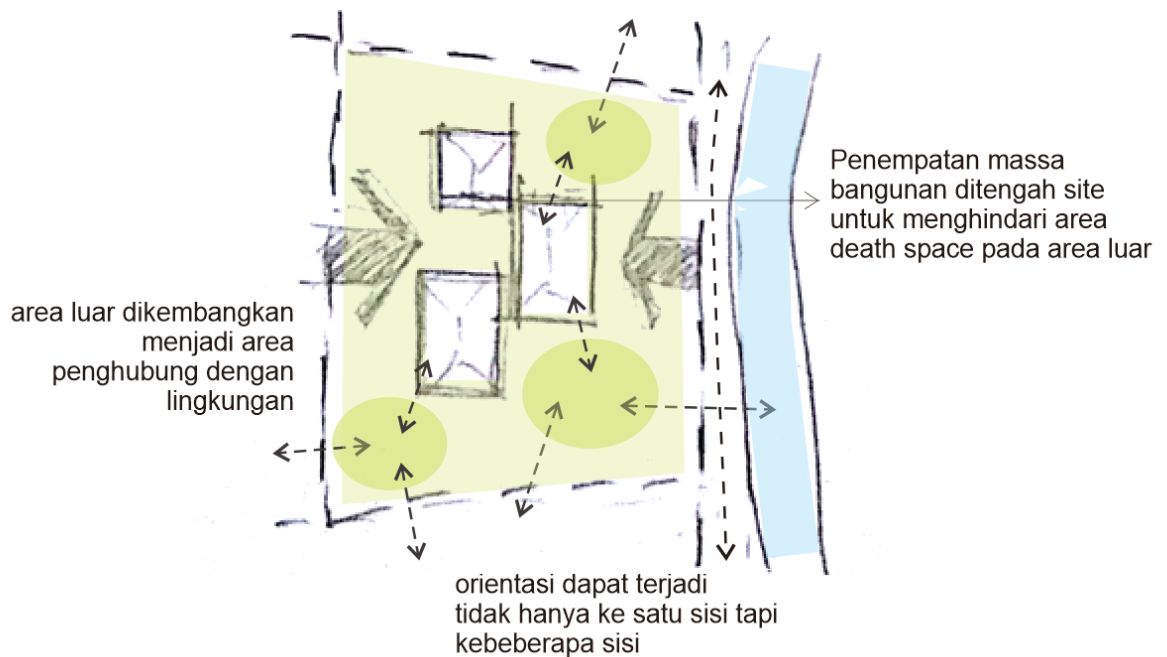 Penempatan massa
bangunan ditengah site
untuk menghindari area
death space pada area luar
area luar dikembangkan
menjadi area
penghubung dengan
lingkungan
orientasi dapat terjadi
tidak hanya ke satu sisi tapi
kebeberapa sisi